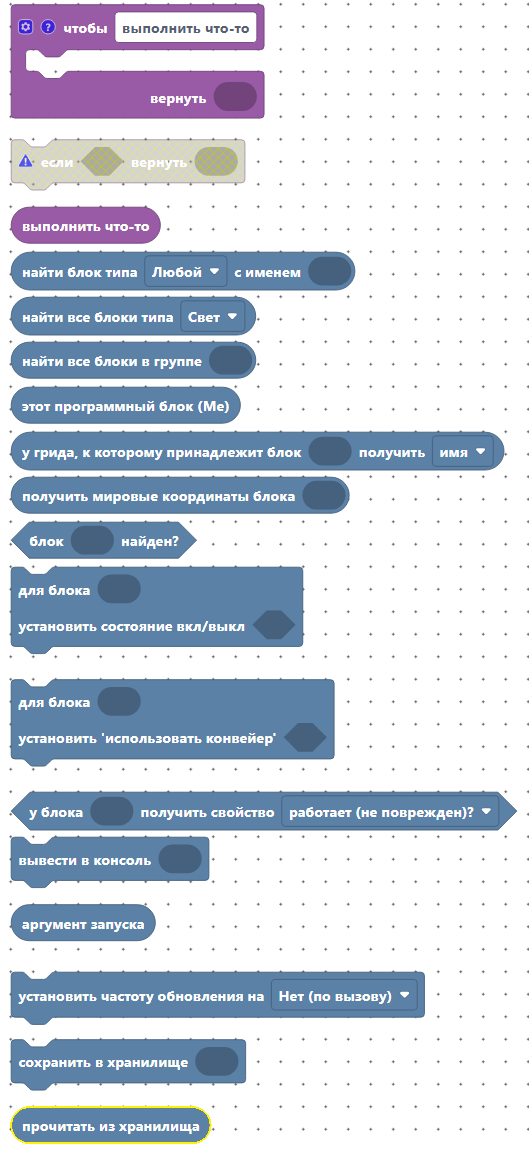 ? чтобы выполнить что-то
вернуть
если вернуть
выполнить что-то
найти блок типа Любой с именем
найти все блоки типа Свет
найти все блоки в группе
этот программный блок (Me)
у грида, к которому принадлежит блок получить имя
получить мировые координаты блока
блок найден?
для блока
установить состояние вкл/выкл
для блока
установить 'использовать конвейер'
у блока получить свойство работает (не поврежден)?
вывести в консоль
аргумент запуска
установить частоту обновления на Нет (по вызову)
сохранить в хранилище
прочитать из хранилища